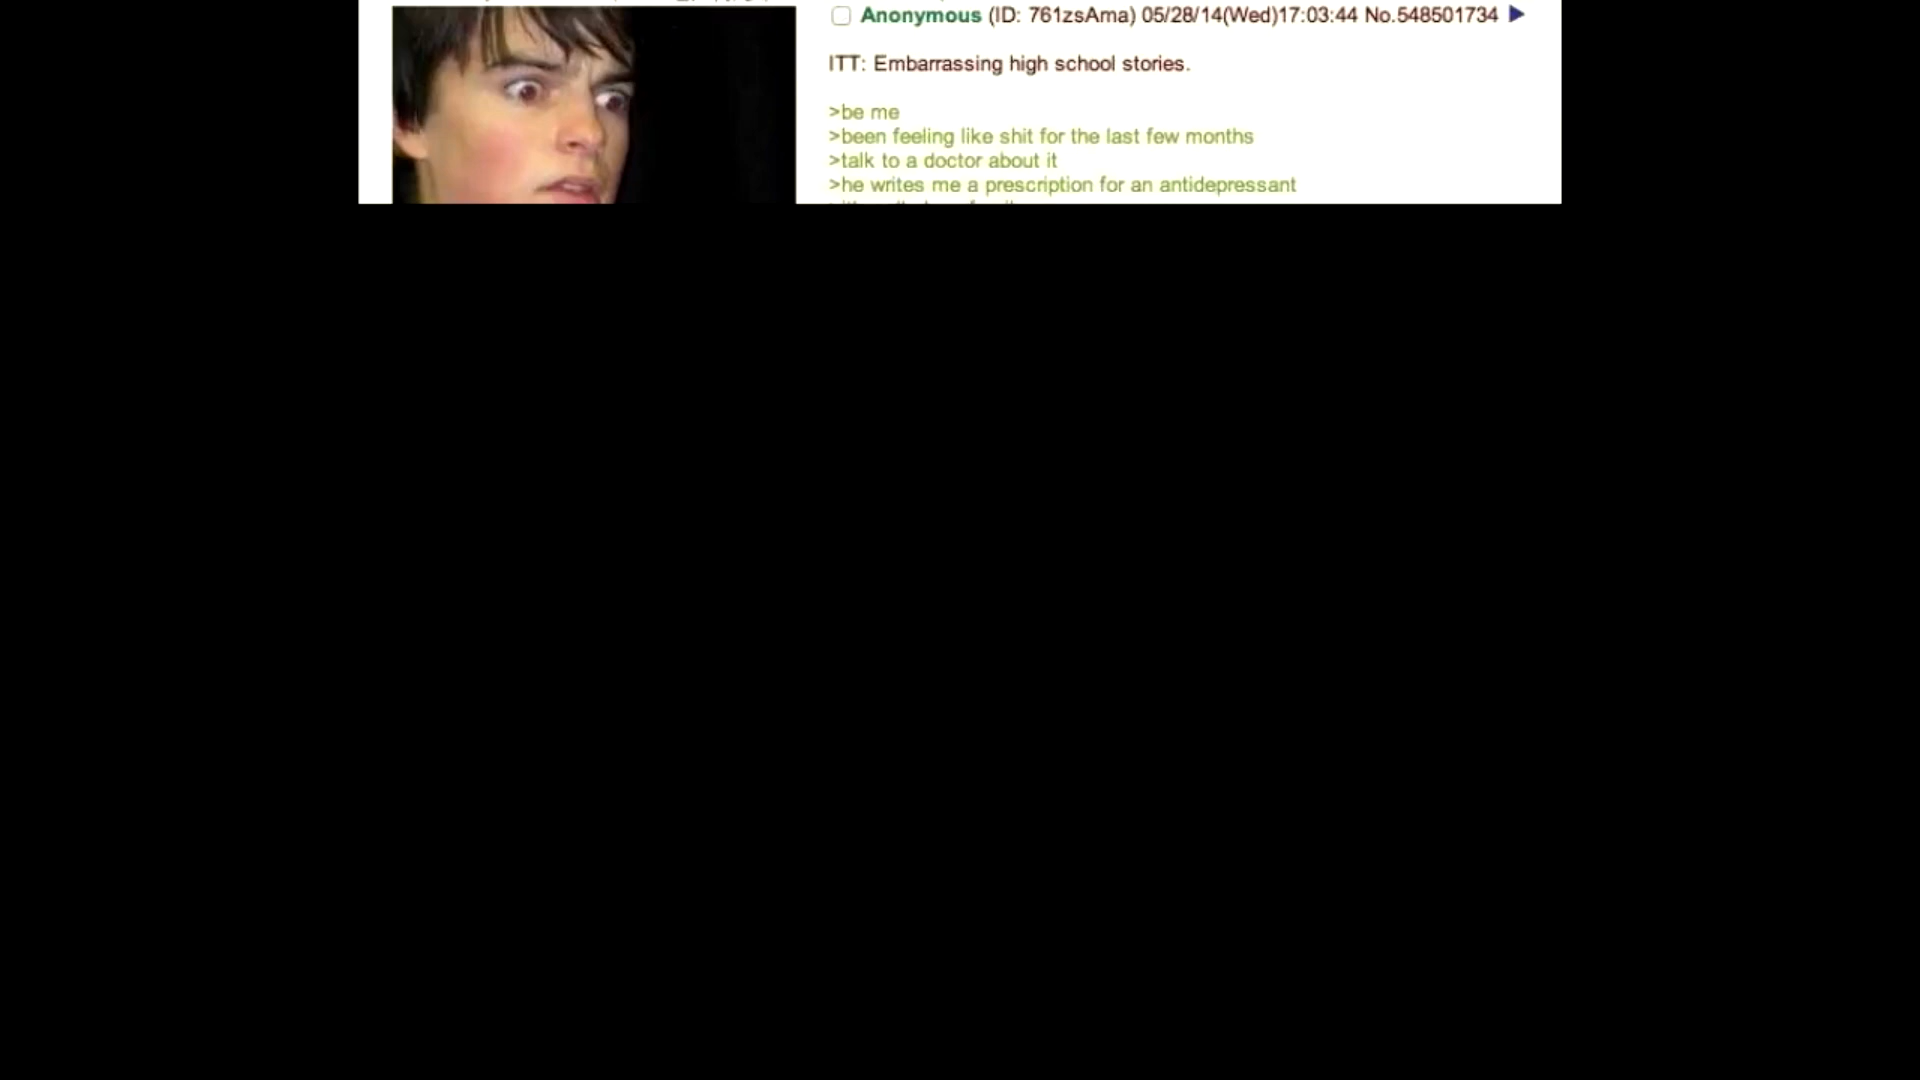 Anonymous (ID: 761zsAma) 05/28/14(Wed)17:03:44 No.548501734
ITT: Embarrassing high school stories.
>be me
>been feeling like shit for the last few months
>talk to a doctor about it
>he writes me a prescription for an antidepressant